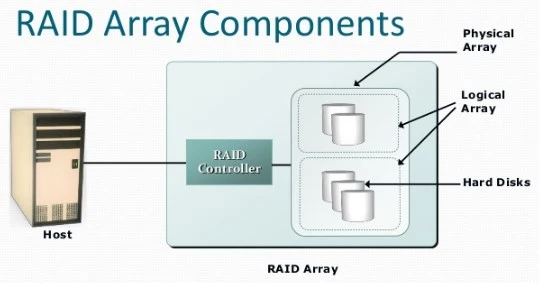 RAID Array Components
Physical
Array
Logical
Array
RAID
Controller
Hard Disks
Host
RAID Array